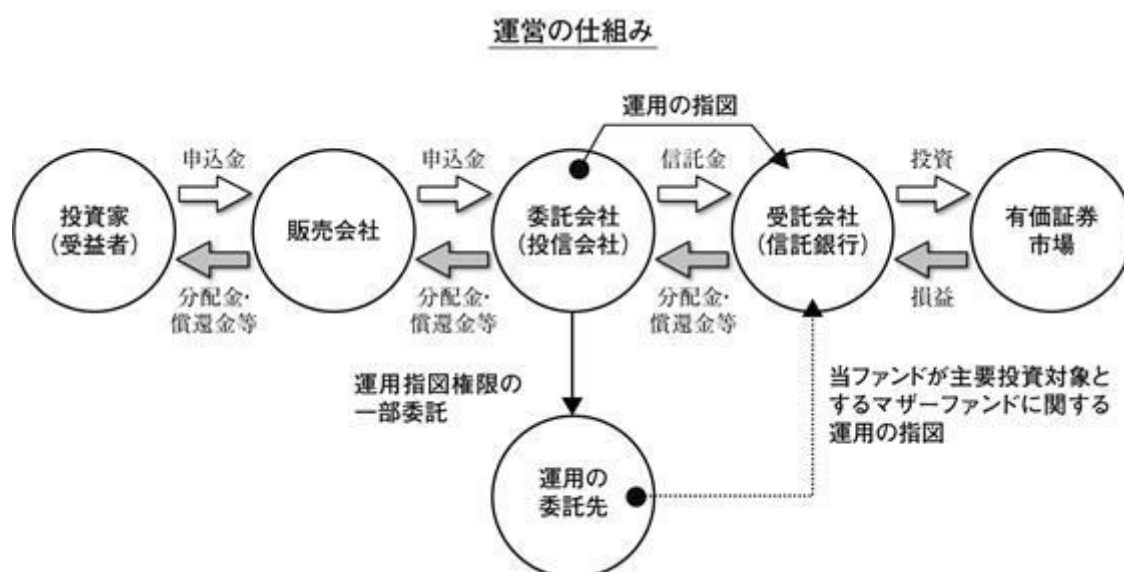 運営の仕組み
運用の指図
申込金
申込金
信託金
投資
投資家
(受益者)
販売会社
委託会社
(投信会社)
受託会社
(信託銀行)
有価証券
市場
分配金・
償還金等
分配金・
償還金等
分配金・
償還金等
損益
運用指図権限の
一部委託
当ファンドが主要投資対象と
するマザーファンドに関する
運用の指図
運用の
委託先